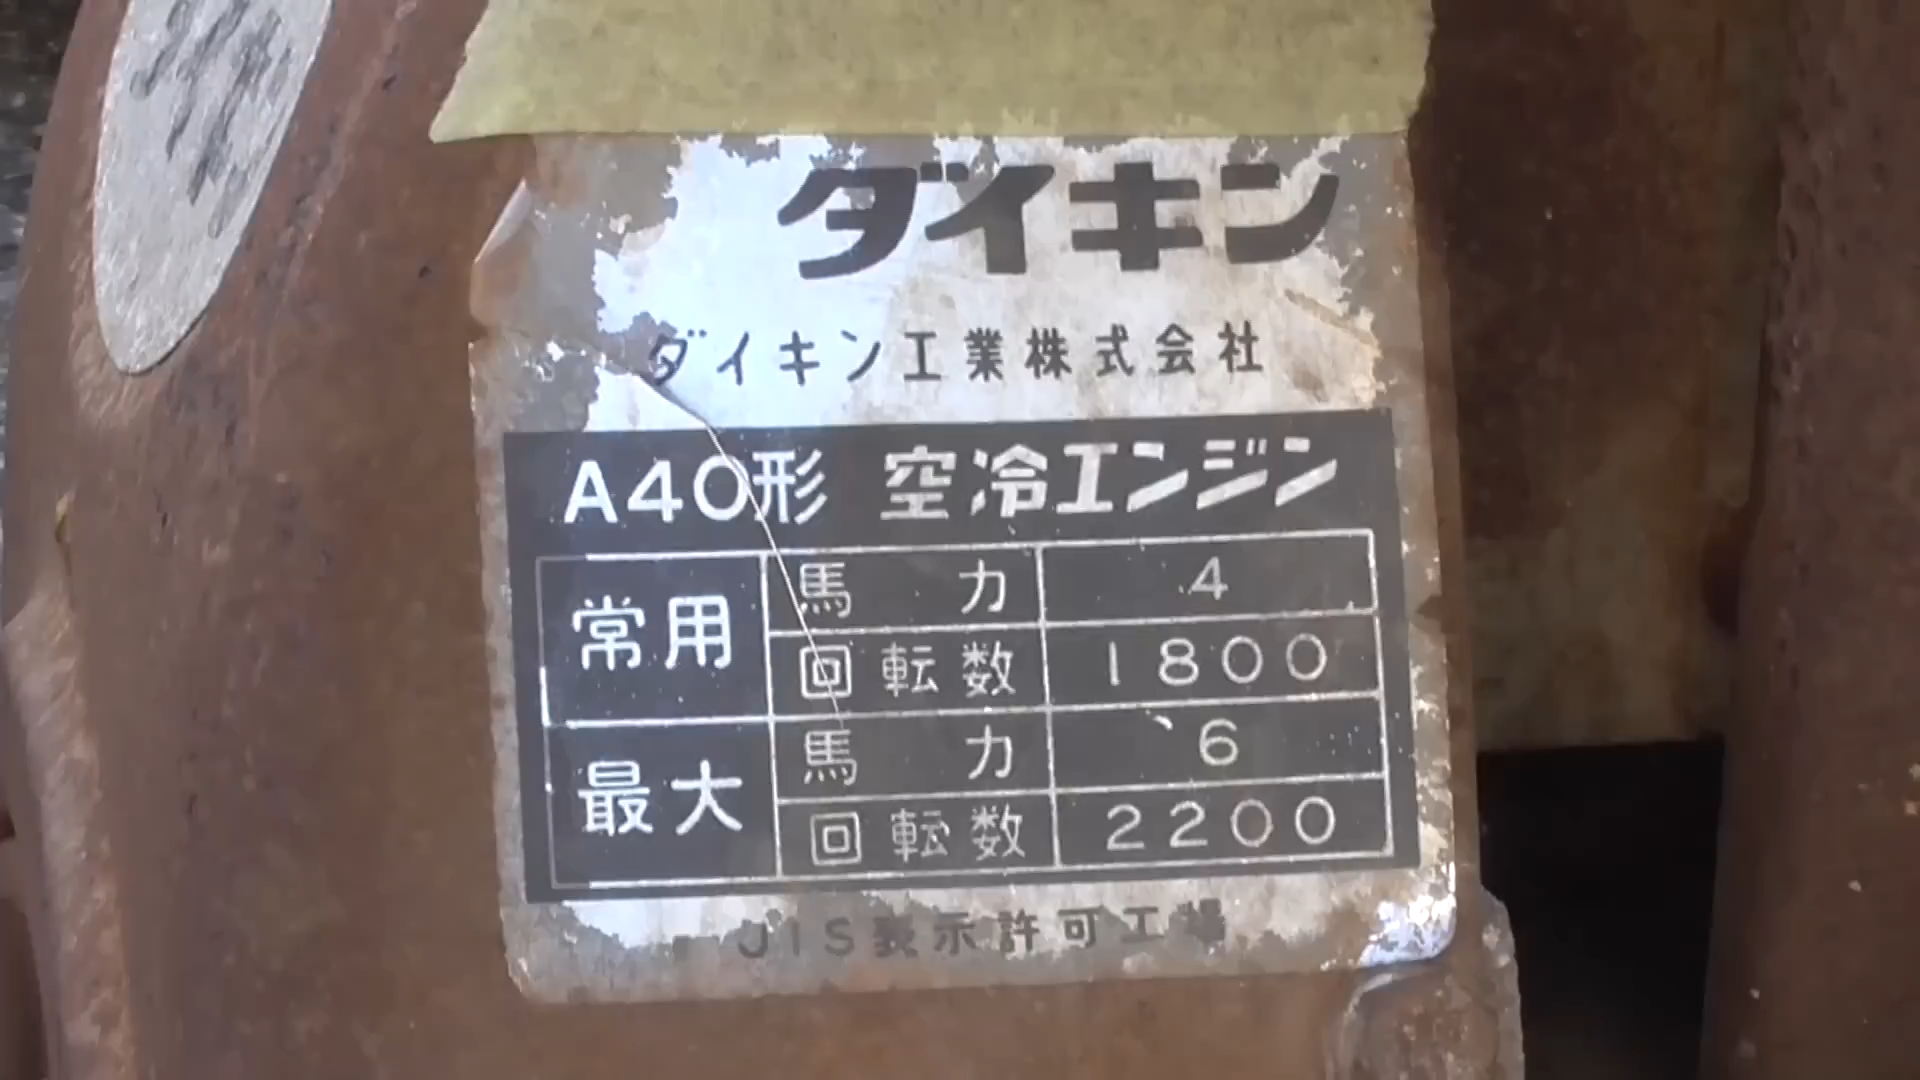 ダイキン
ダイキン工業株式会社
A40形 空冷エンジン
常用 馬力 4
回転数 1800
最大 馬力 6
回転数 2200
JIS表示許可工場